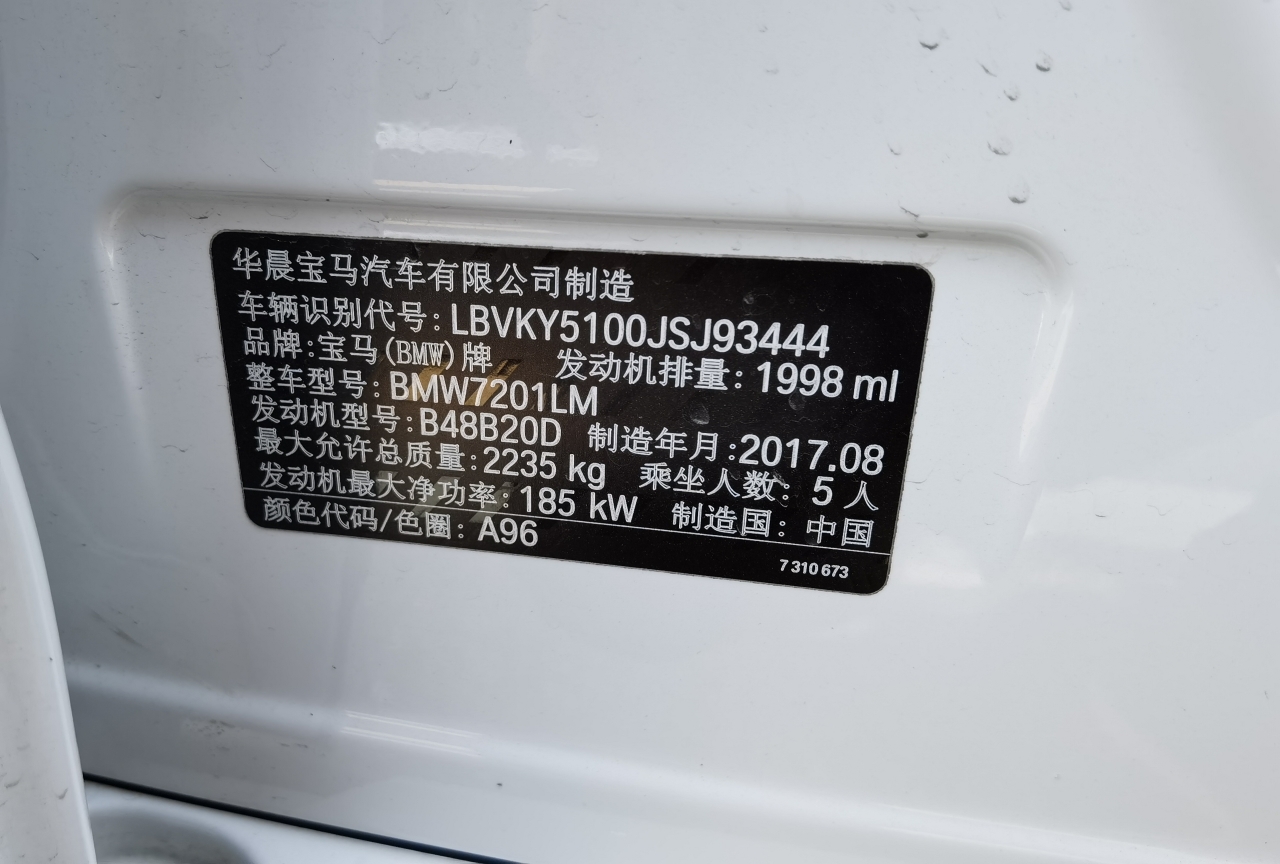 华晨宝马汽车有限公司制造
车辆识别代号: LBVKY5100JSJ93444
品牌:宝马(BMW)牌 发动机排量: 1998 ml
整车型号: BMW7201LM
发动机型号: B48B20D 制造年月:2017.08
最大允许总质量:2235 kg 乘坐人数: 5 人
发动机最大净功率: 185 kW 制造国: 中国
颜色代码/色圈: A96
7 310 673